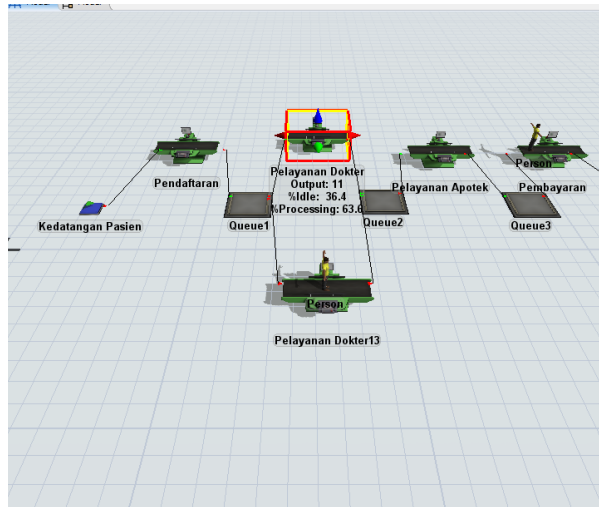 Pendaftaran
Kedatangan Pasien
Queue1
Pelayanan Dokter
Output: 11
%Idle: 36.4
%Processing: 63.6
Queue2
Pelayanan Apotek
Person
Pembayaran
Queue3
Person
Pelayanan Dokter13